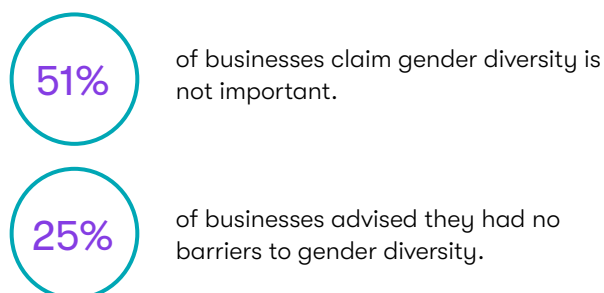 51%
of businesses claim gender diversity is
not important.
25%
of businesses advised they had no
barriers to gender diversity.